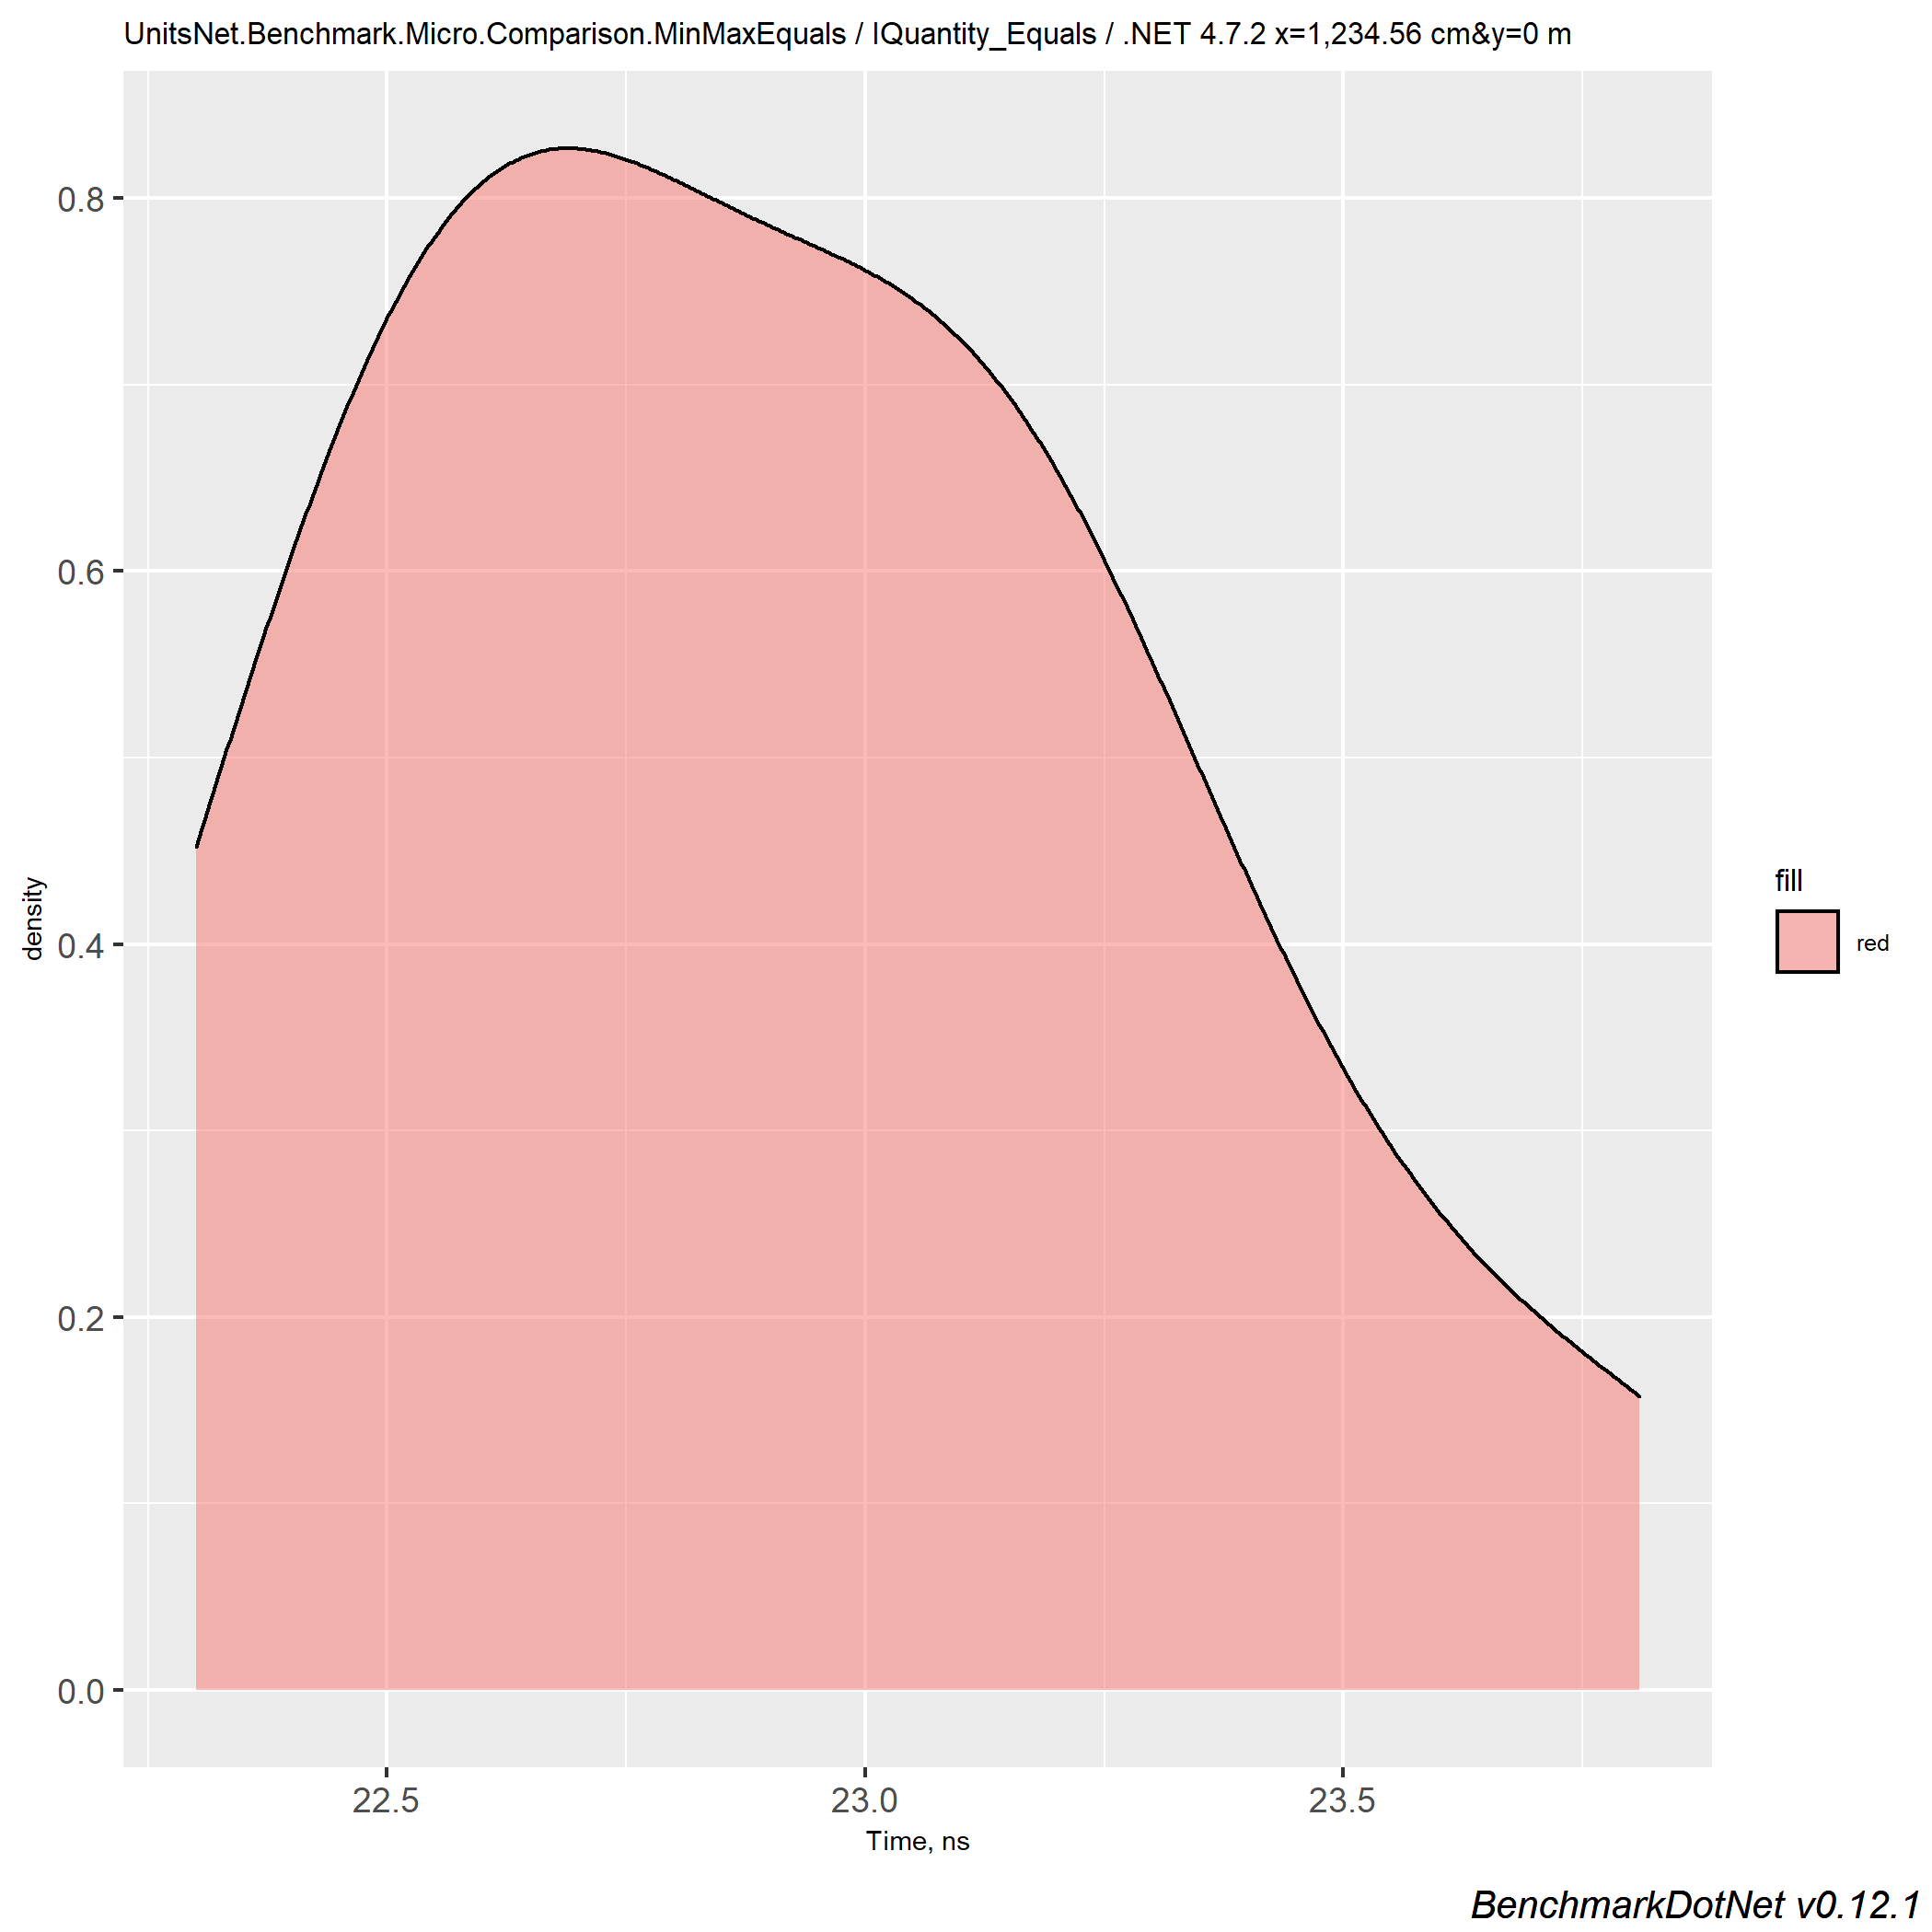 UnitsNet.Benchmark.Micro.Comparison.MinMaxEquals / IQuantity_Equals / .NET 4.7.2 x=1,234.56 cm&y=0 m
0.8
0.6
0.4
0.2
0.0
density
22.5 23.0 23.5
Time, ns
fill
red
BenchmarkDotNet v0.12.1